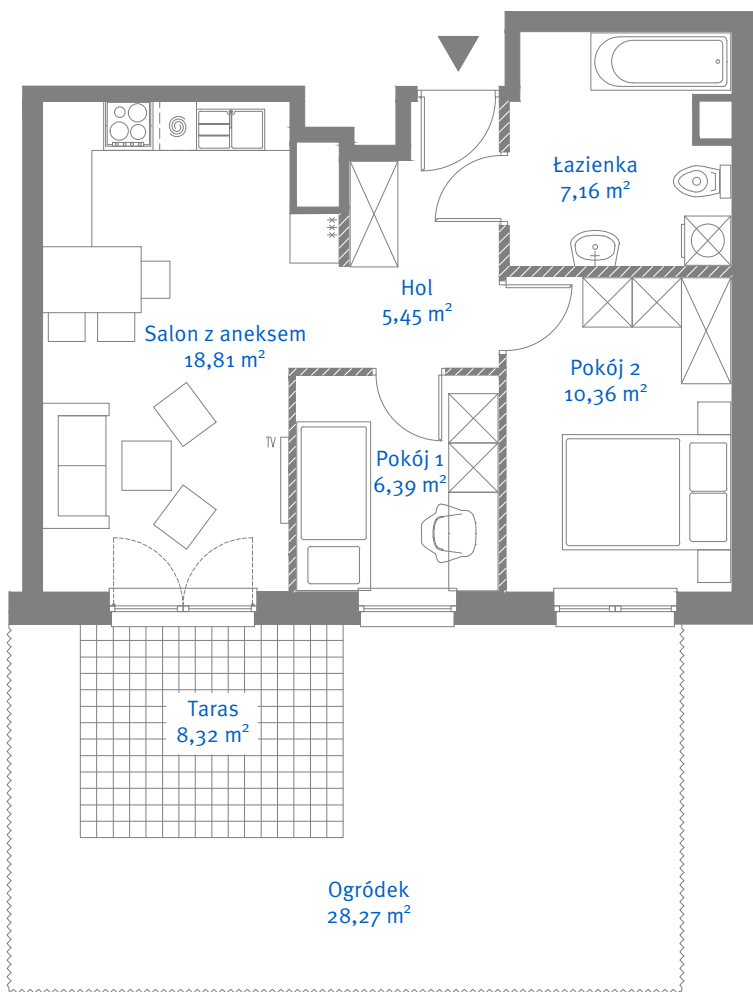 Łazienka
7,16 m²
Hol
5,45 m²
Salon z aneksem
18,81 m²
Pokój 2
10,36 m²
TV
Pokój 1
6,39 m²
Taras
8,32 m²
Ogródek
28,27 m²